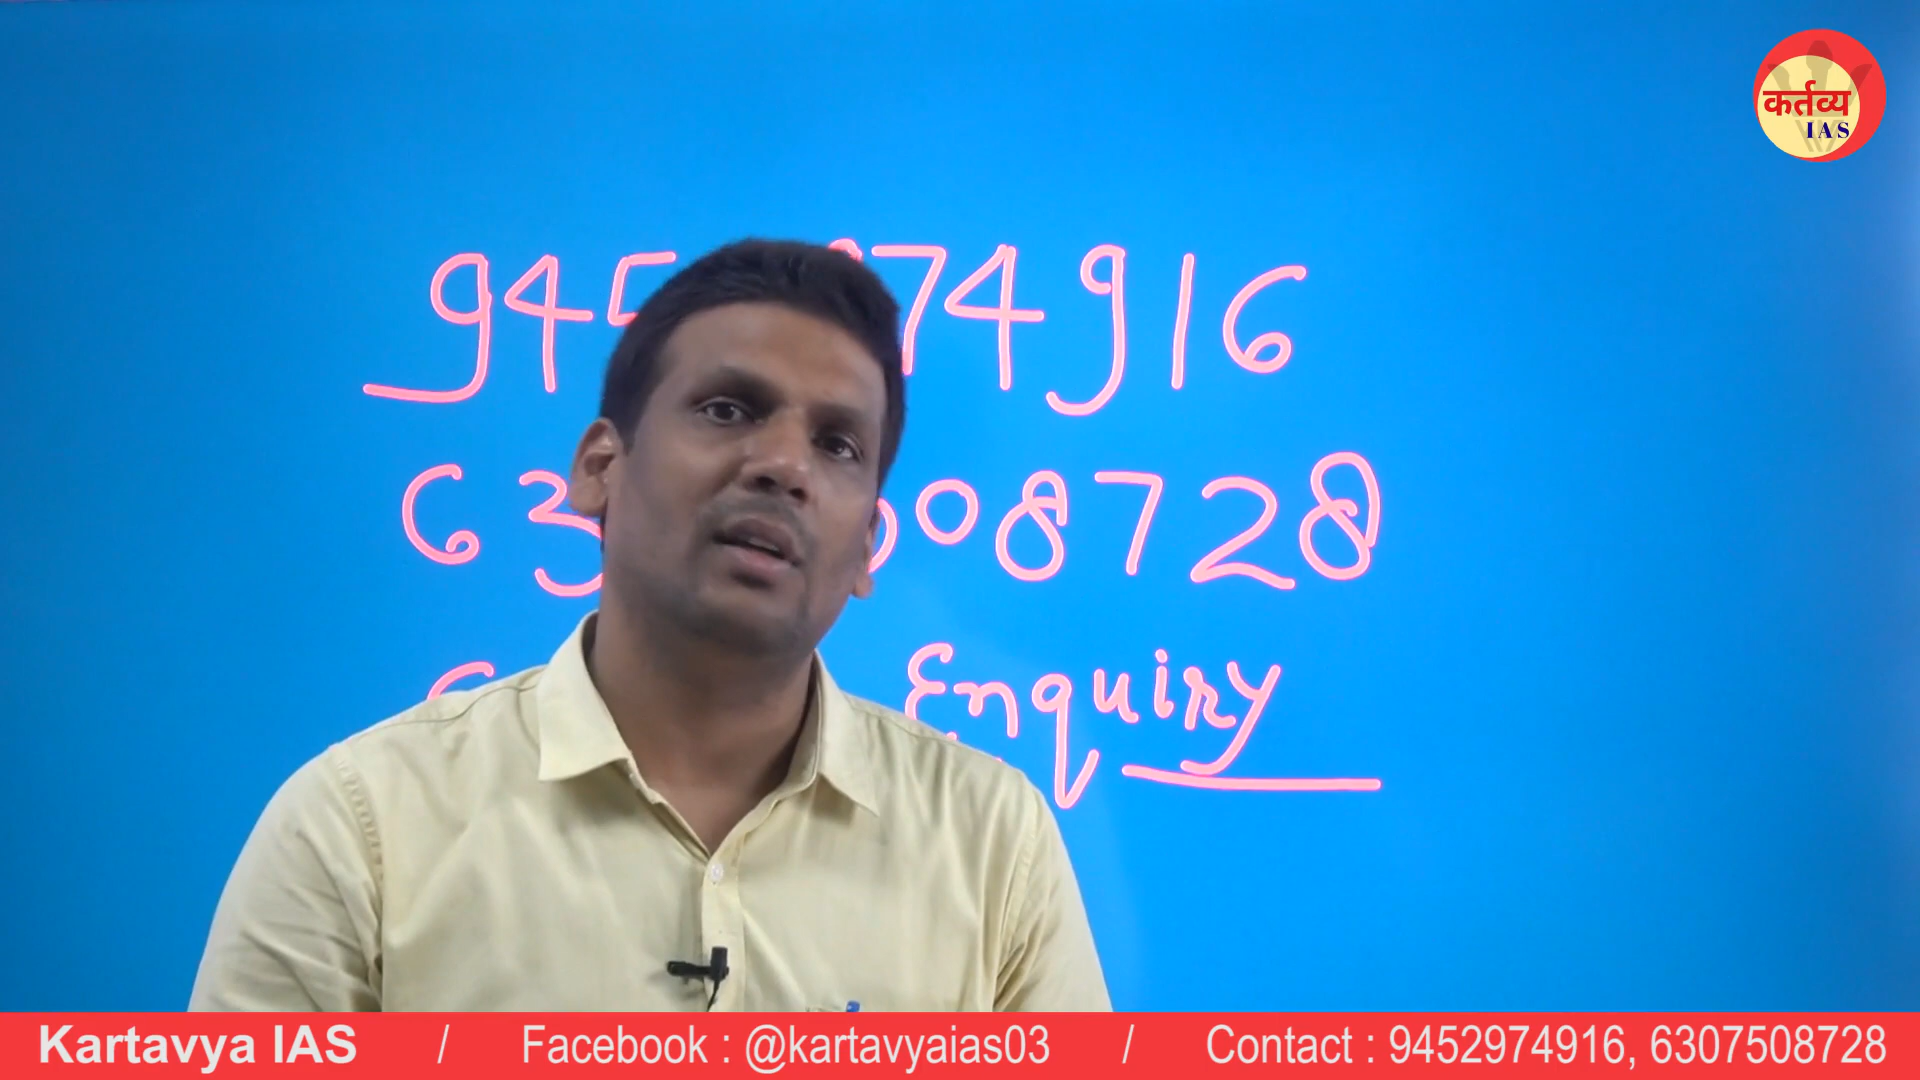 कर्तव्य
IAS
945 74916
63 08728
Enquiry
Kartavya IAS / Facebook : @kartavyaias03 / Contact : 9452974916, 6307508728